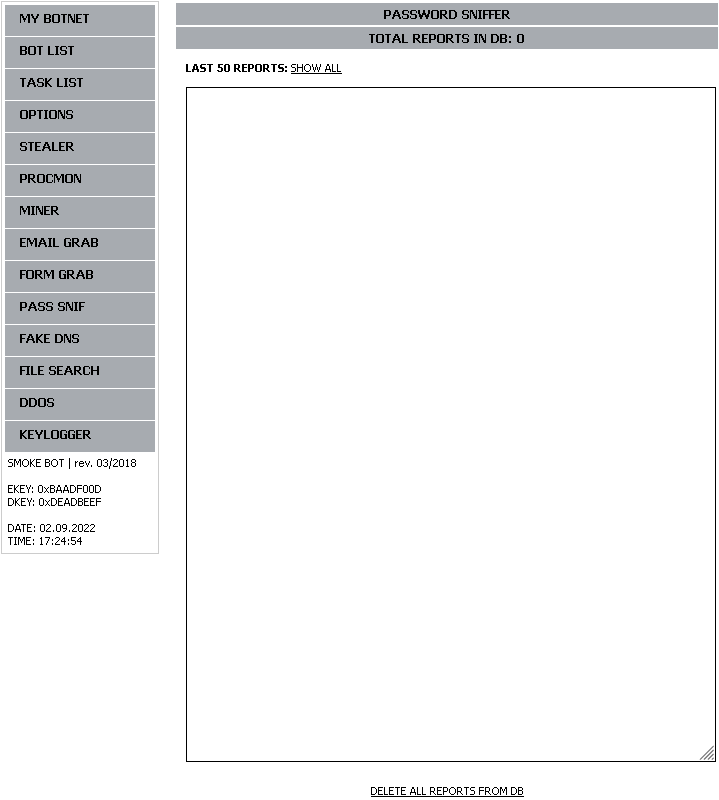 MY BOTNET
BOT LIST
TASK LIST
OPTIONS
STEALER
PROCMON
MINER
EMAIL GRAB
FORM GRAB
PASS SNIF
FAKE DNS
FILE SEARCH
DDOS
KEYLOGGER
SMOKE BOT | rev. 03/2018
EKEY: 0xBAADF00D
DKEY: 0xDEADBEEF
DATE: 02.09.2022
TIME: 17:24:54
PASSWORD SNIFFER
TOTAL REPORTS IN DB: 0
LAST 50 REPORTS: SHOW ALL
DELETE ALL REPORTS FROM DB